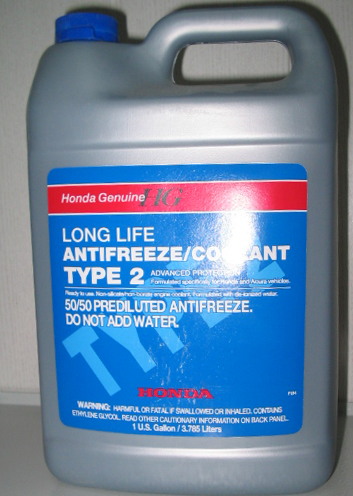 Honda Genuine HG
LONG LIFE
ANTIFREEZE/COOLANT
TYPE 2 ADVANCED PROTECTION
Formulated specifically for Honda and Acura vehicles.
Ready to use. Non-silicate/non-borate engine coolant. Formulated with de-ionized water.
50/50 PREDILUTED ANTIFREEZE.
DO NOT ADD WATER.
TYPE 2
HONDA
WARNING: HARMFUL OR FATAL IF SWALLOWED OR INHALED. CONTAINS
ETHYLENE GLYCOL. READ OTHER CAUTIONARY INFORMATION ON BACK PANEL.
1 U.S. Gallon / 3.785 Liters